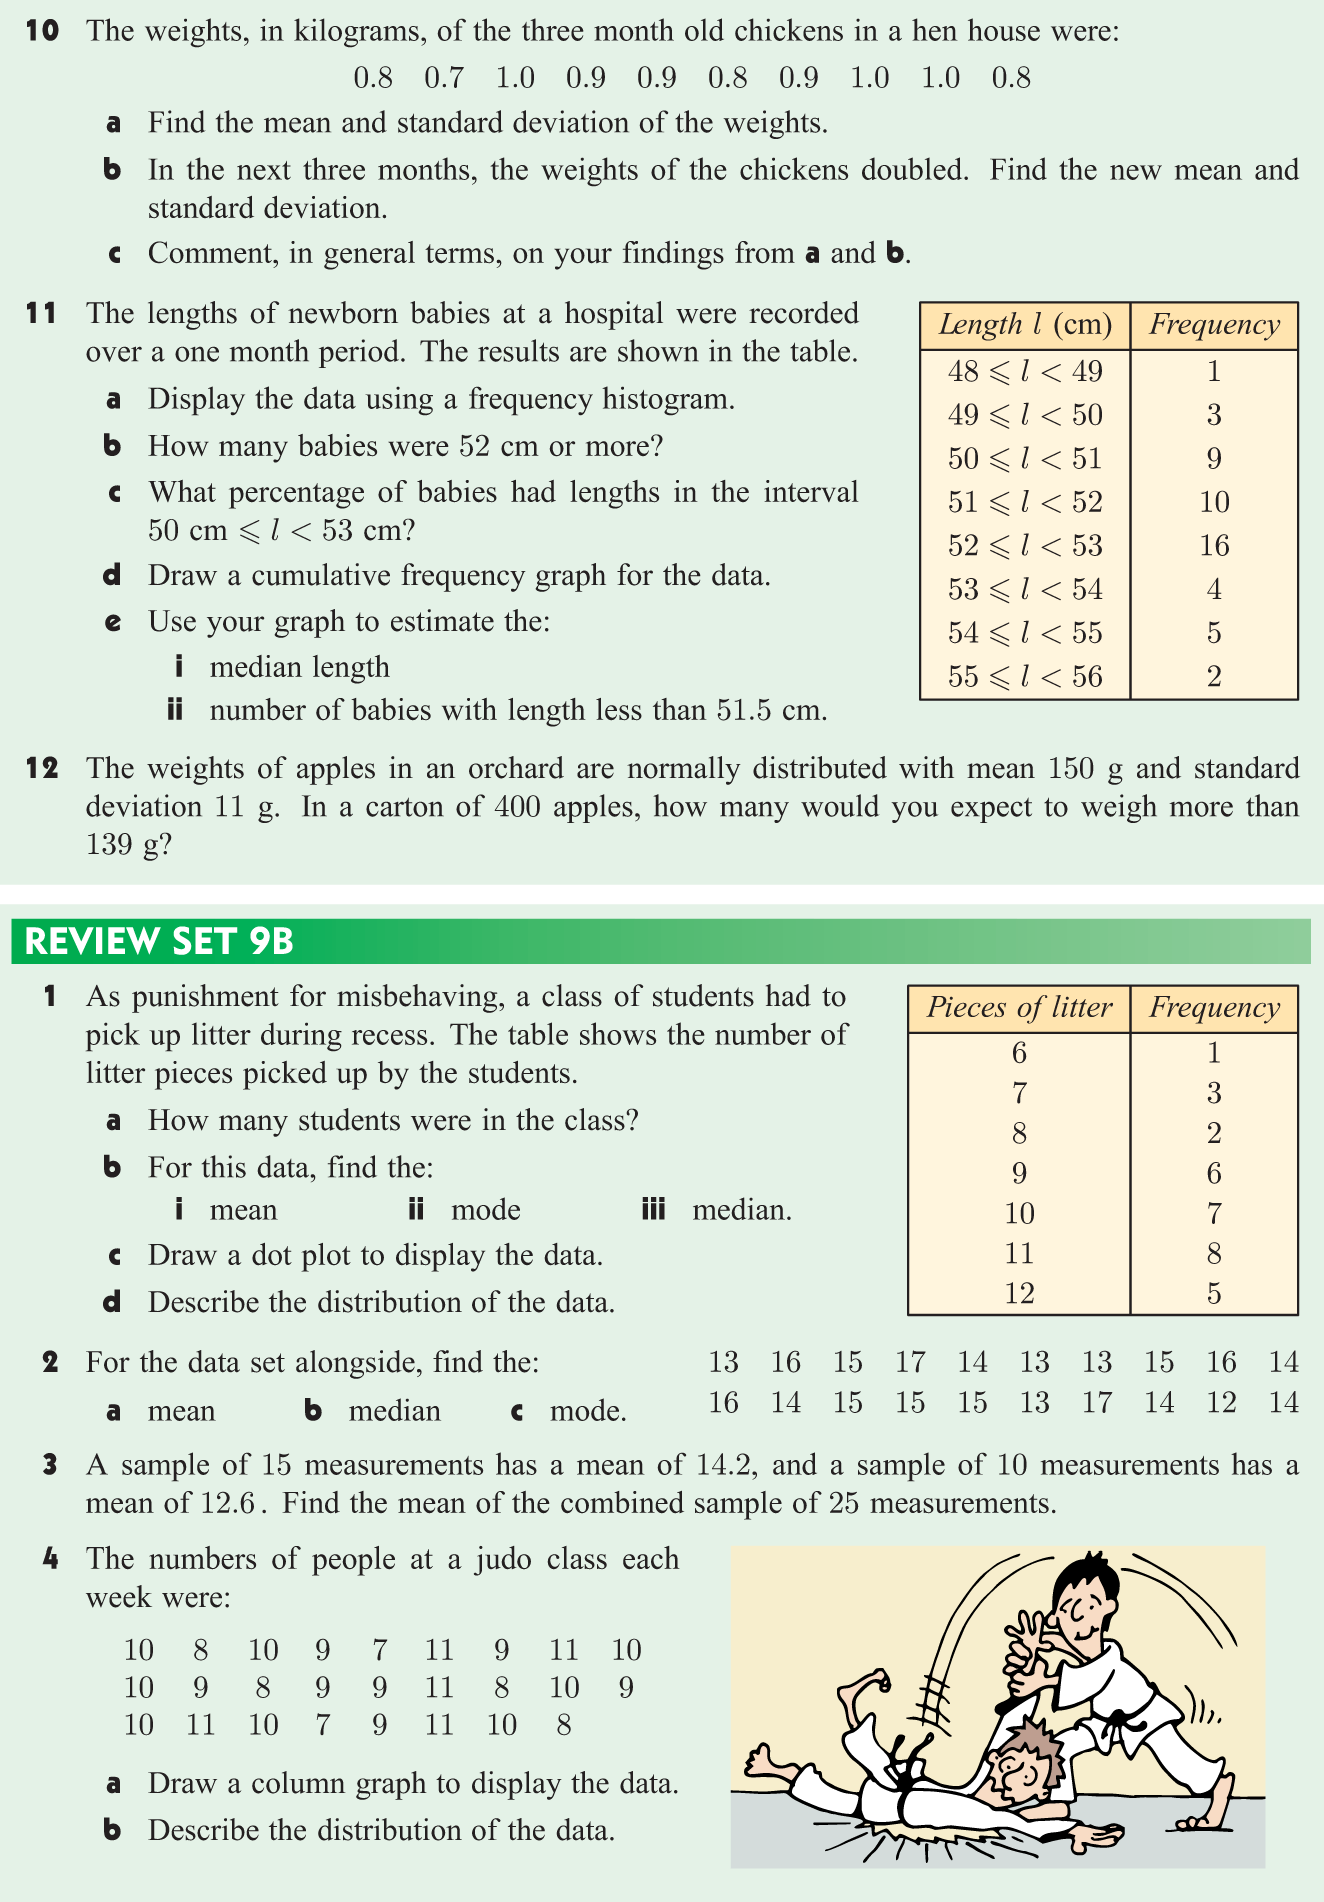 10 The weights, in kilograms, of the three month old chickens in a hen house were:
0.8 0.7 1.0 0.9 0.9 0.8 0.9 1.0 1.0 0.8
a Find the mean and standard deviation of the weights.
b In the next three months, the weights of the chickens doubled. Find the new mean and
standard deviation.
c Comment, in general terms, on your findings from a and b.
11 The lengths of newborn babies at a hospital were recorded
over a one month period. The results are shown in the table.
a Display the data using a frequency histogram.
b How many babies were 52 cm or more?
c What percentage of babies had lengths in the interval
50 cm ⩽ l < 53 cm?
d Draw a cumulative frequency graph for the data.
e Use your graph to estimate the:
i median length
ii number of babies with length less than 51.5 cm.
Length l (cm) Frequency
48 ⩽ l < 49 1
49 ⩽ l < 50 3
50 ⩽ l < 51 9
51 ⩽ l < 52 10
52 ⩽ l < 53 16
53 ⩽ l < 54 4
54 ⩽ l < 55 5
55 ⩽ l < 56 2
12 The weights of apples in an orchard are normally distributed with mean 150 g and standard
deviation 11 g. In a carton of 400 apples, how many would you expect to weigh more than
139 g?
REVIEW SET 9B
1 As punishment for misbehaving, a class of students had to
pick up litter during recess. The table shows the number of
litter pieces picked up by the students.
a How many students were in the class?
b For this data, find the:
i mean ii mode iii median.
c Draw a dot plot to display the data.
d Describe the distribution of the data.
Pieces of litter Frequency
6 1
7 3
8 2
9 6
10 7
11 8
12 5
2 For the data set alongside, find the:
a mean b median c mode.
13 16 15 17 14 13 13 15 16 14
16 14 15 15 15 13 17 14 12 14
3 A sample of 15 measurements has a mean of 14.2, and a sample of 10 measurements has a
mean of 12.6. Find the mean of the combined sample of 25 measurements.
4 The numbers of people at a judo class each
week were:
10 8 10 9 7 11 9 11 10
10 9 8 9 9 11 8 10 9
10 11 10 7 9 11 10 8
a Draw a column graph to display the data.
b Describe the distribution of the data.